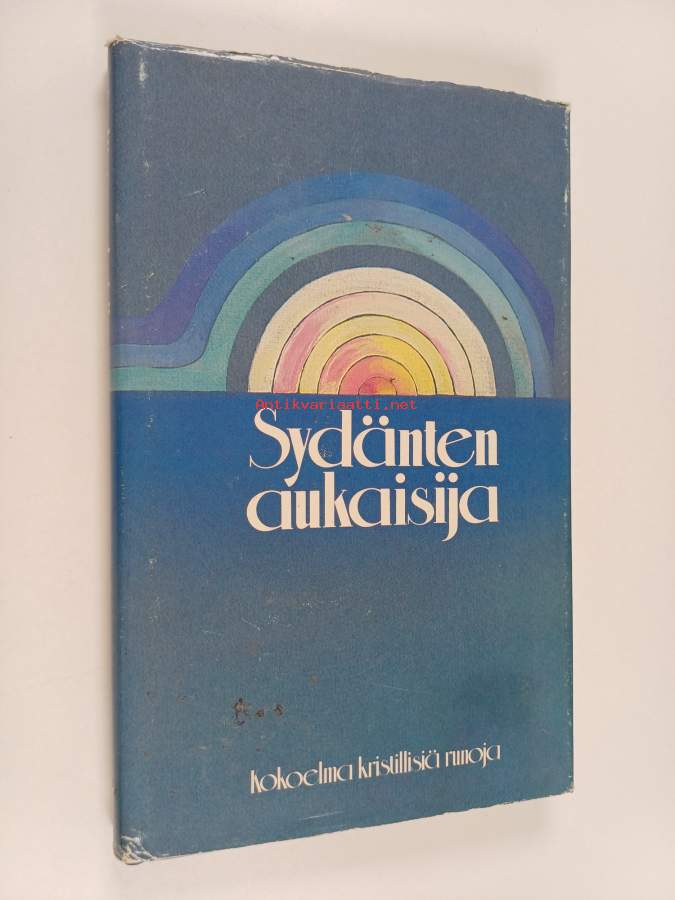 Antikvariaatti.net
Sydänten
aukaisija
Kokoelma kristillisiä runoja